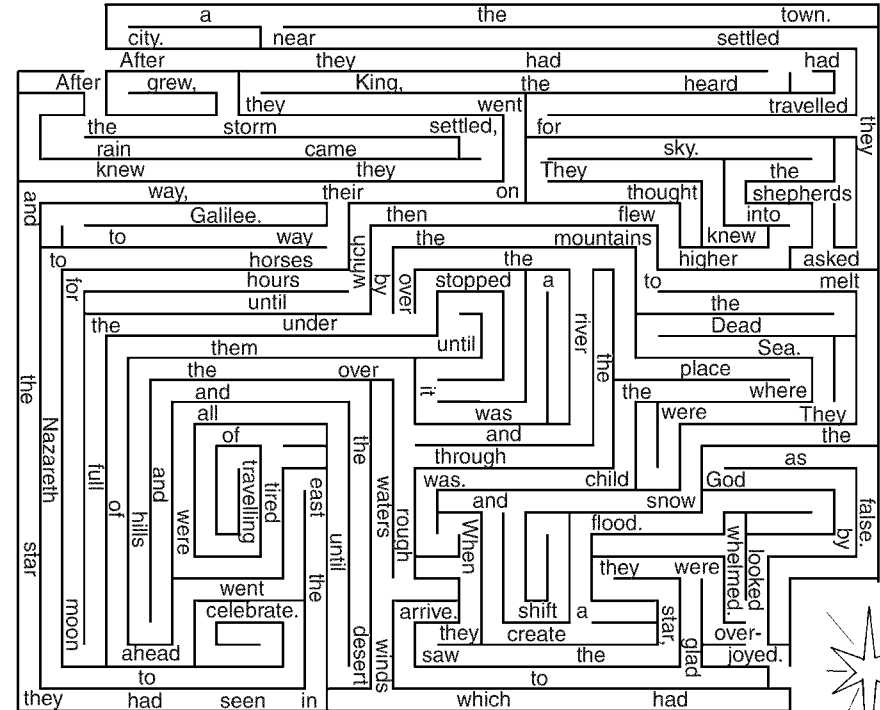 a the town.
city. near settled
After they had had
After grew, King, the heard
they went travelled
the storm settled, for they
rain came sky.
knew they They the
and way, their on thought shepherds
Galilee. then flew into
to way the mountains knew
to horses which the higher asked
for hours by over stopped a to melt
until the
the under river Dead
them until Sea.
the over the place
the and it the where
all was were They
Nazareth of the and the
through as
full and travelling tired waters was. child God
of hills were east rough and snow false.
When flood. by
star until whelmed. looked
went the they were
moon celebrate. arrive. shift a star,
desert winds they create glad over-
ahead saw the joyed.
to to
they had seen in which had